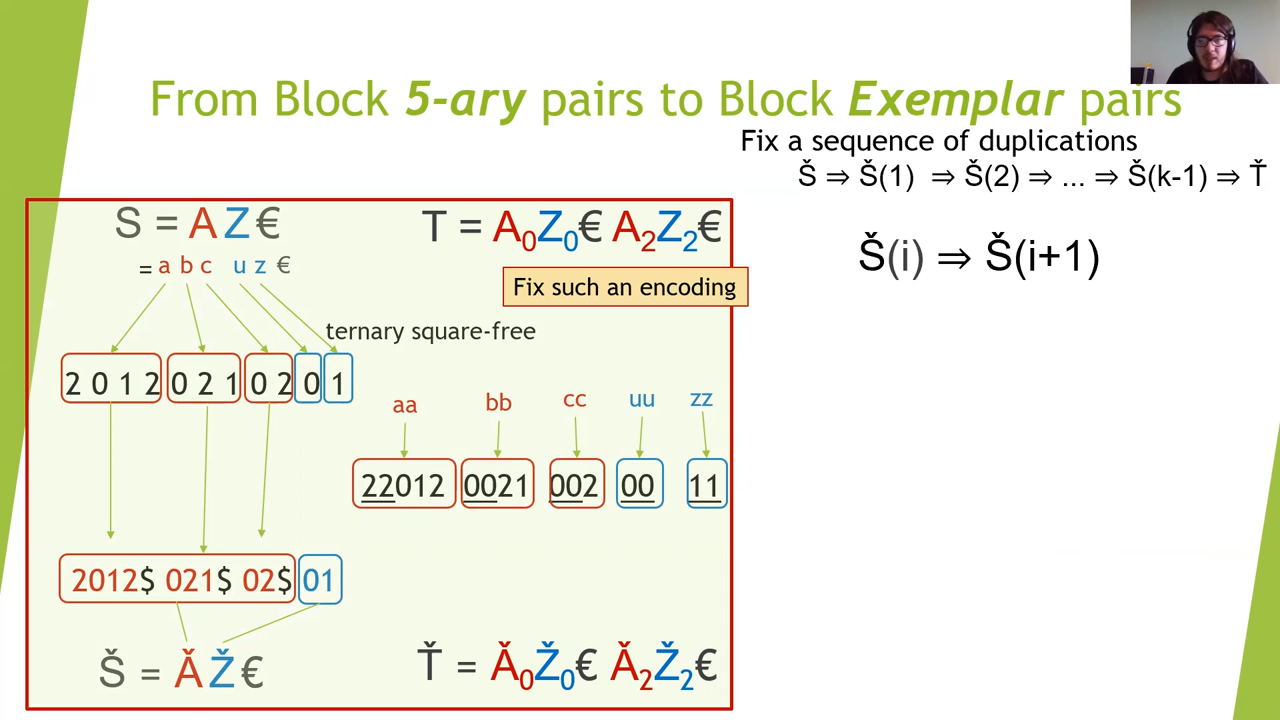 From Block 5-ary pairs to Block Exemplar pairs
Fix a sequence of duplications
Š ⇒ Š(1) ⇒ Š(2) ⇒ ... ⇒ Š(k-1) ⇒ Ť
Š(i) ⇒ Š(i+1)
S = A Z €
T = A₀Z₀€ A₂Z₂€
= a b c u z €
Fix such an encoding
ternary square-free
2 0 1 2 0 2 1 0 2 0 1
aa bb cc uu zz
22012 0021 002 00 11
2012$ 021$ 02$ 01
Š = Ǎ Ž €
Ť = Ǎ₀Ž₀€ Ǎ₂Ž₂€